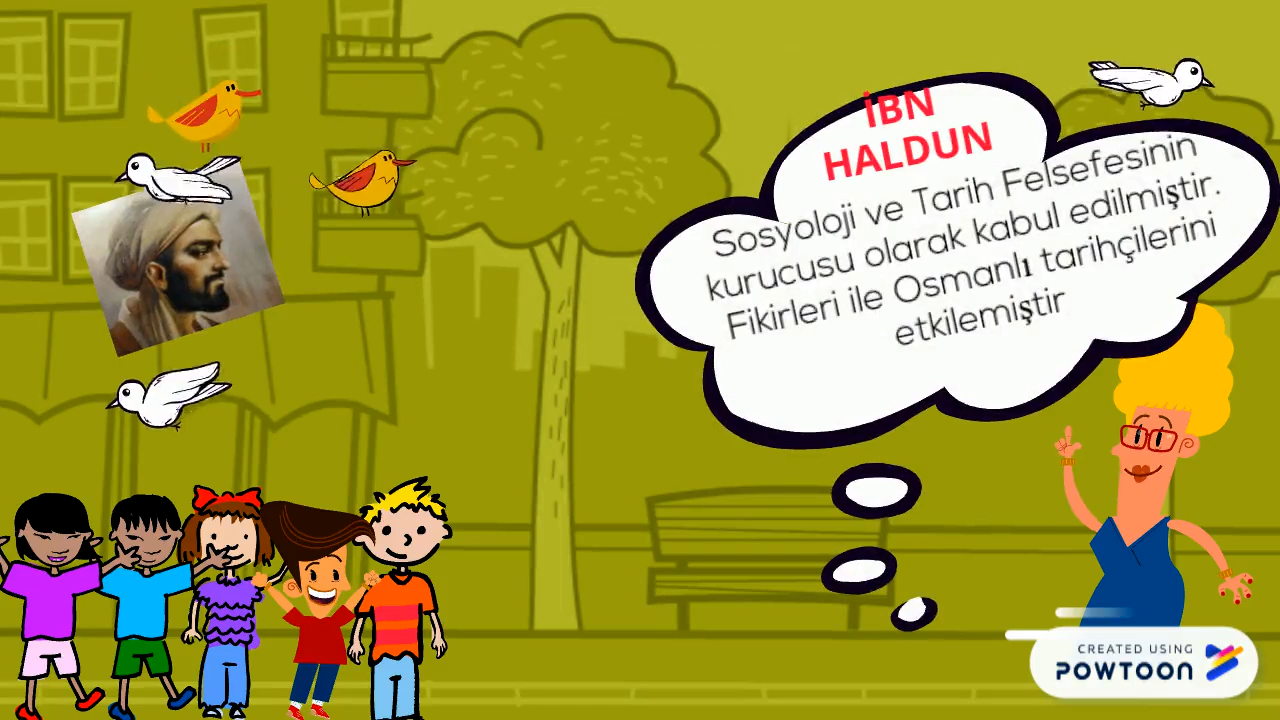 İBN
HALDUN
Sosyoloji ve Tarih Felsefesinin
kurucusu olarak kabul edilmiştir.
Fikirleri ile Osmanlı tarihçilerini
etkilemiştir
CREATED USING
POWTOON